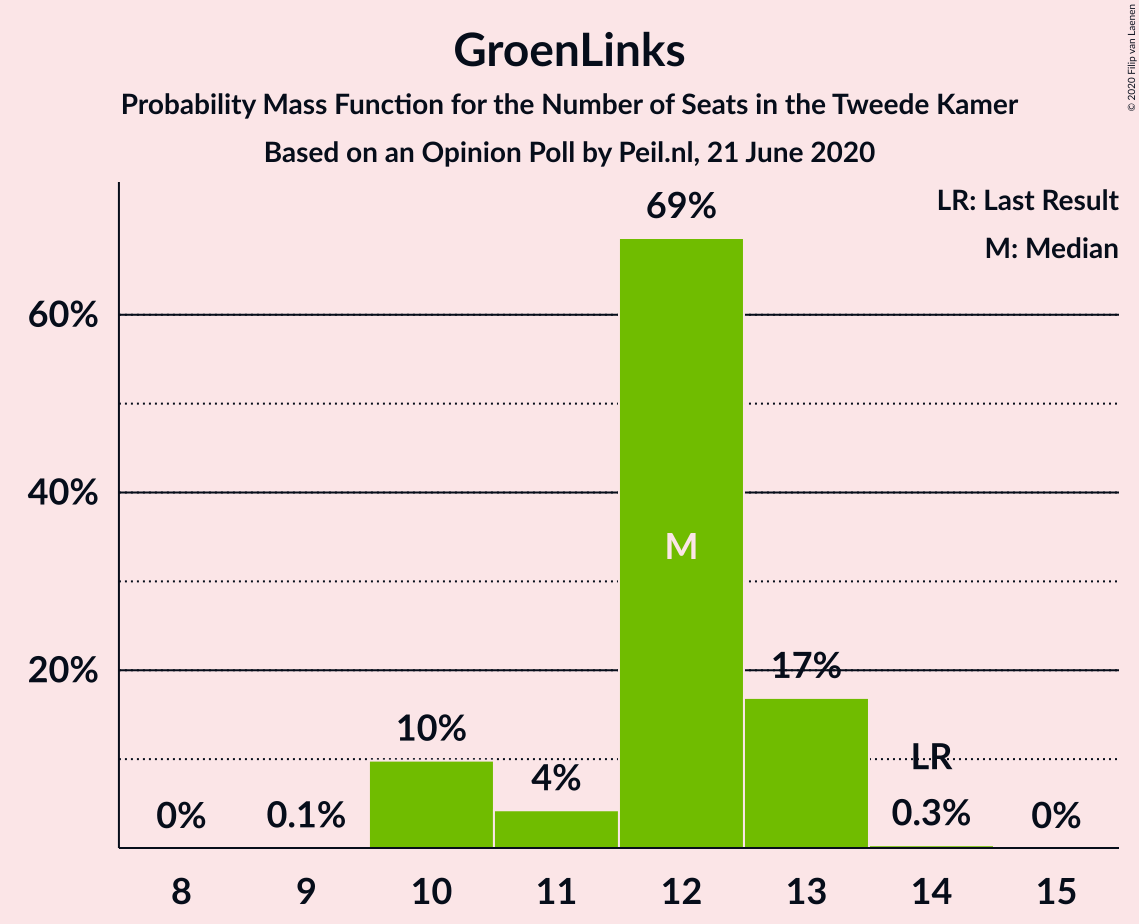 GroenLinks
Probability Mass Function for the Number of Seats in the Tweede Kamer
Based on an Opinion Poll by Peil.nl, 21 June 2020
© 2020 Filip van Laenen
LR: Last Result
M: Median
69%
60%
M
40%
20%
17%
10%
4%
LR
0%
0.1%
0.3%
0%
8
9
10
11
12
13
14
15